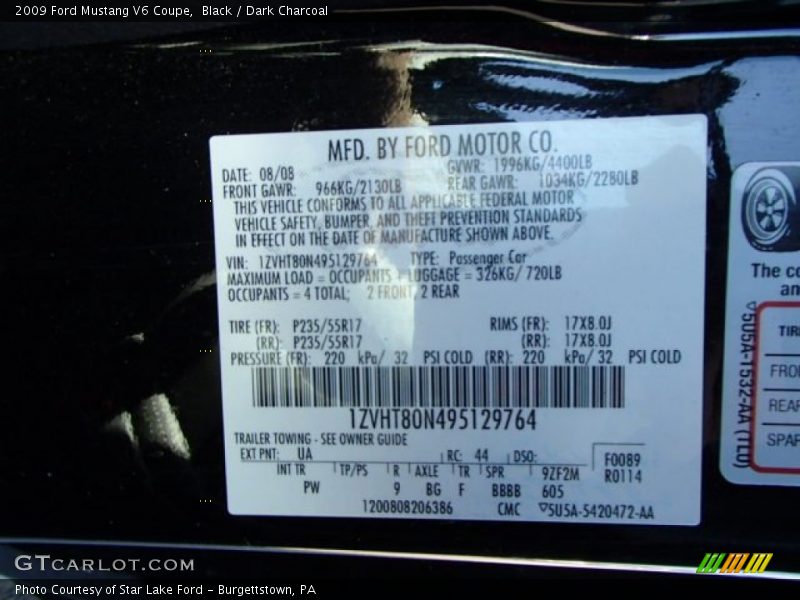 2009 Ford Mustang V6 Coupe, Black / Dark Charcoal
MFD. BY FORD MOTOR CO.
DATE: 08/08 GVWR: 1996KG/4400LB
FRONT GAWR: 966KG/2130LB REAR GAWR: 1034KG/2280LB
THIS VEHICLE CONFORMS TO ALL APPLICABLE FEDERAL MOTOR
VEHICLE SAFETY, BUMPER, AND THEFT PREVENTION STANDARDS
IN EFFECT ON THE DATE OF MANUFACTURE SHOWN ABOVE.
VIN: 1ZVHT80N495129764 TYPE: Passenger Car
MAXIMUM LOAD = OCCUPANTS + LUGGAGE = 326KG/ 720LB
OCCUPANTS = 4 TOTAL; 2 FRONT, 2 REAR
TIRE (FR): P235/55R17 RIMS (FR): 17X8.0J
(RR): P235/55R17 (RR): 17X8.0J
PRESSURE (FR): 220 kPa/ 32 PSI COLD (RR): 220 kPa/ 32 PSI COLD
1ZVHT80N495129764
TRAILER TOWING - SEE OWNER GUIDE
EXT PNT: UA RC: 44 DSO: F0089
INT TR TP/PS R AXLE TR SPR 9ZF2M R0114
PW 9 BG F BBBB 605
1200808206386 CMC ▽5U5A-5420472-AA
The co
an
▽5U5A-1532-AA (TLD)
TIR
FRO
REAR
SPAR
GTCARLOT.COM
Photo Courtesy of Star Lake Ford - Burgettstown, PA